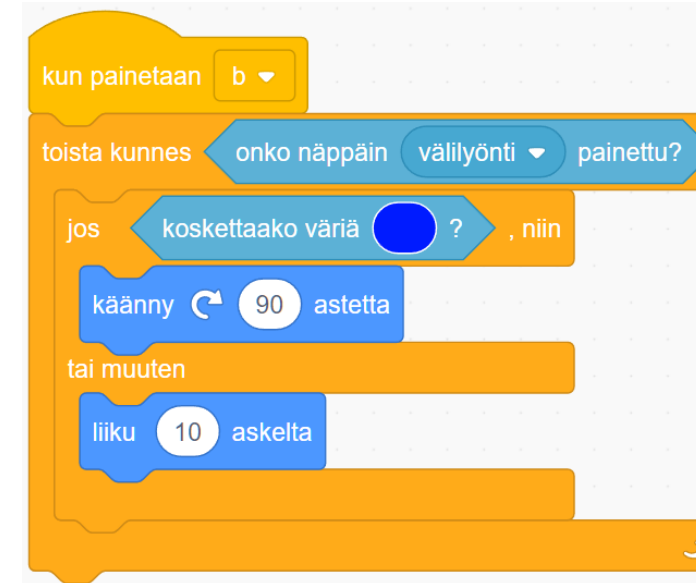 kun painetaan b
toista kunnes onko näppäin välilyönti painettu?
jos koskettaako väriä ? , niin
käänny 90 astetta
tai muuten
liiku 10 askelta